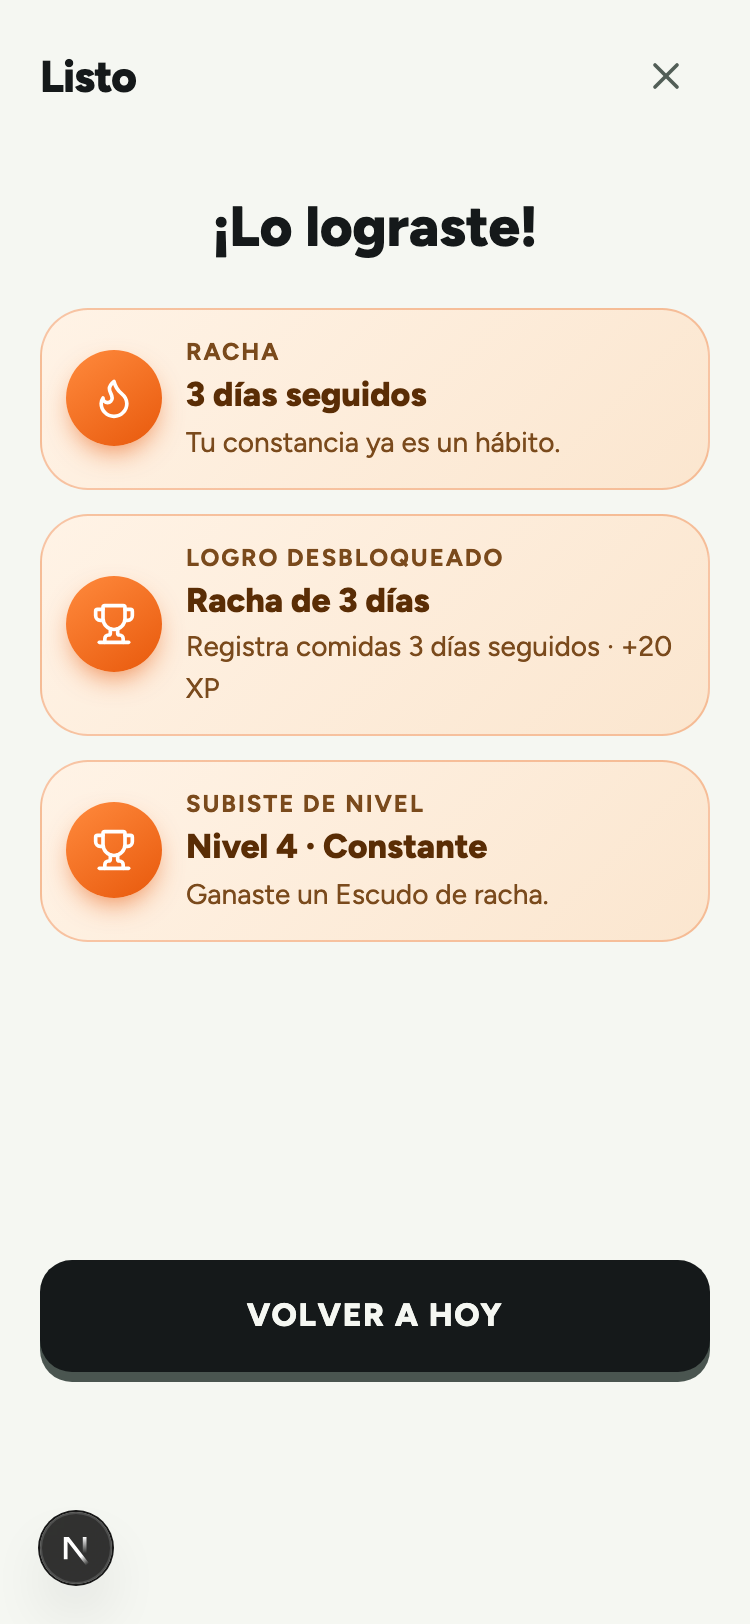 Listo
¡Lo lograste!
RACHA
3 días seguidos
Tu constancia ya es un hábito.
LOGRO DESBLOQUEADO
Racha de 3 días
Registra comidas 3 días seguidos · +20
XP
SUBISTE DE NIVEL
Nivel 4 · Constante
Ganaste un Escudo de racha.
VOLVER A HOY
N